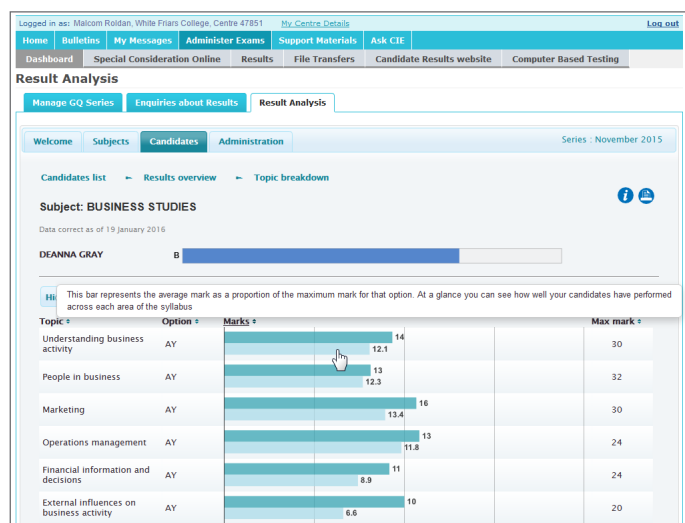 Logged in as: Malcom Roldan, White Friars College, Centre 47851 My Centre Details Log out
Home Bulletins My Messages Administer Exams Support Materials Ask CIE
Dashboard Special Consideration Online Results File Transfers Candidate Results website Computer Based Testing
Result Analysis
Manage GQ Series Enquiries about Results Result Analysis
Welcome Subjects Candidates Administration Series : November 2015
Candidates list ← Results overview ← Topic breakdown
Subject: BUSINESS STUDIES
Data correct as of 19 January 2016
DEANNA GRAY B
This bar represents the average mark as a proportion of the maximum mark for that option. At a glance you can see how well your candidates have performed
across each area of the syllabus
Topic Option Marks Max mark
Understanding business
activity AY 14 12.1 30
People in business AY 13 12.3 32
Marketing AY 16 13.4 30
Operations management AY 13 11.8 24
Financial information and
decisions AY 11 8.9 24
External influences on
business activity AY 10 6.6 20